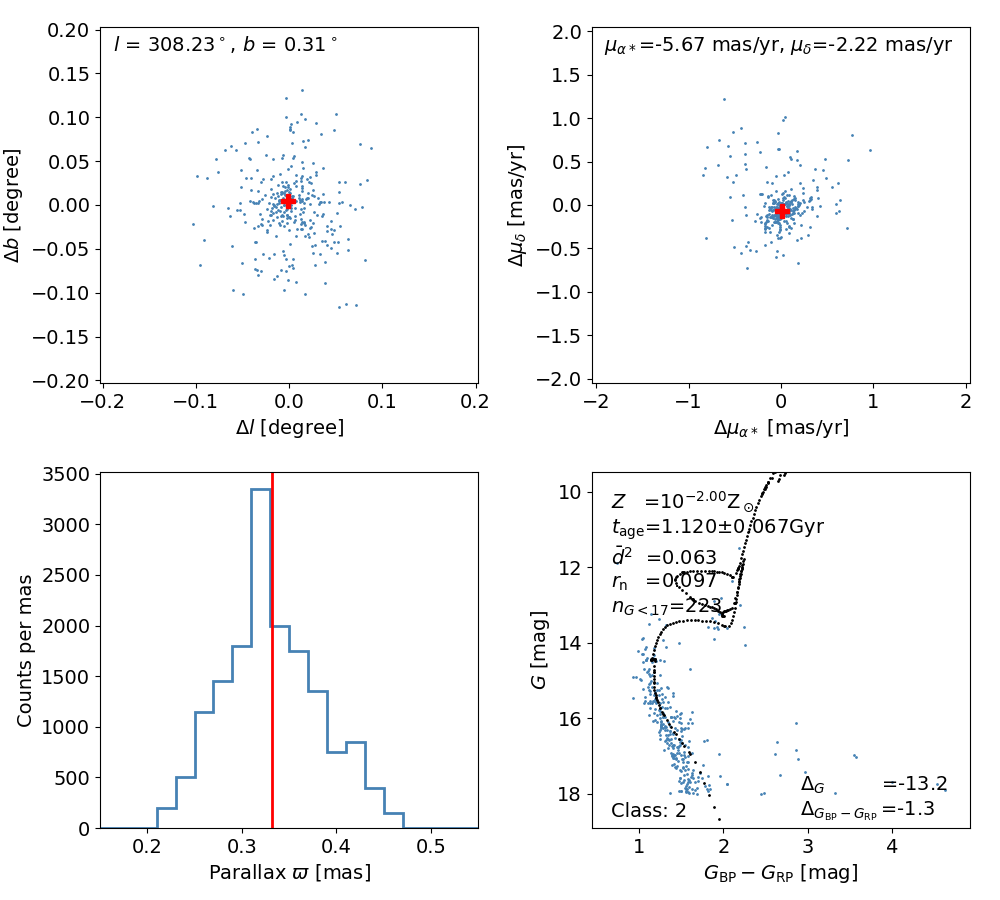 l = 308.23°, b = 0.31°
0.20
0.15
0.10
0.05
0.00
−0.05
−0.10
−0.15
−0.20
Δb [degree]
−0.2 −0.1 0.0 0.1 0.2
Δl [degree]
μα*=-5.67 mas/yr, μδ=-2.22 mas/yr
2.0
1.5
1.0
0.5
0.0
−0.5
−1.0
−1.5
−2.0
Δμδ [mas/yr]
−2 −1 0 1 2
Δμα* [mas/yr]
3500
3000
2500
2000
1500
1000
500
0
Counts per mas
0.2 0.3 0.4 0.5
Parallax ϖ [mas]
10
12
14
16
18
G [mag]
Z =10^−2.00 Z⊙
tage=1.120±0.067Gyr
d̄² =0.063
rn =0.097
nG<17=223
ΔG =-13.2
ΔGBP−GRP =-1.3
Class: 2
1 2 3 4
GBP − GRP [mag]